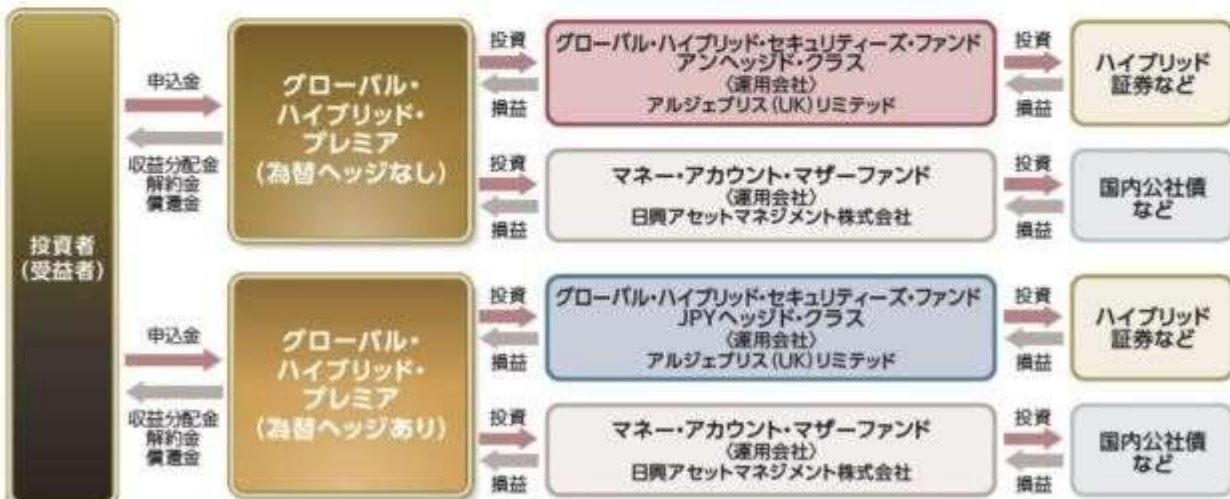 投資者
(受益者)
申込金
収益分配金
解約金
償還金
グローバル・
ハイブリッド・
プレミア
(為替ヘッジなし)
投資
損益
グローバル・ハイブリッド・セキュリティーズ・ファンド
アンヘッジド・クラス
〈運用会社〉
アルジェブリス(UK)リミテッド
投資
損益
ハイブリッド
証券など
投資
損益
マネー・アカウント・マザーファンド
〈運用会社〉
日興アセットマネジメント株式会社
投資
損益
国内公社債
など
申込金
収益分配金
解約金
償還金
グローバル・
ハイブリッド・
プレミア
(為替ヘッジあり)
投資
損益
グローバル・ハイブリッド・セキュリティーズ・ファンド
JPYヘッジド・クラス
〈運用会社〉
アルジェブリス(UK)リミテッド
投資
損益
ハイブリッド
証券など
投資
損益
マネー・アカウント・マザーファンド
〈運用会社〉
日興アセットマネジメント株式会社
投資
損益
国内公社債
など